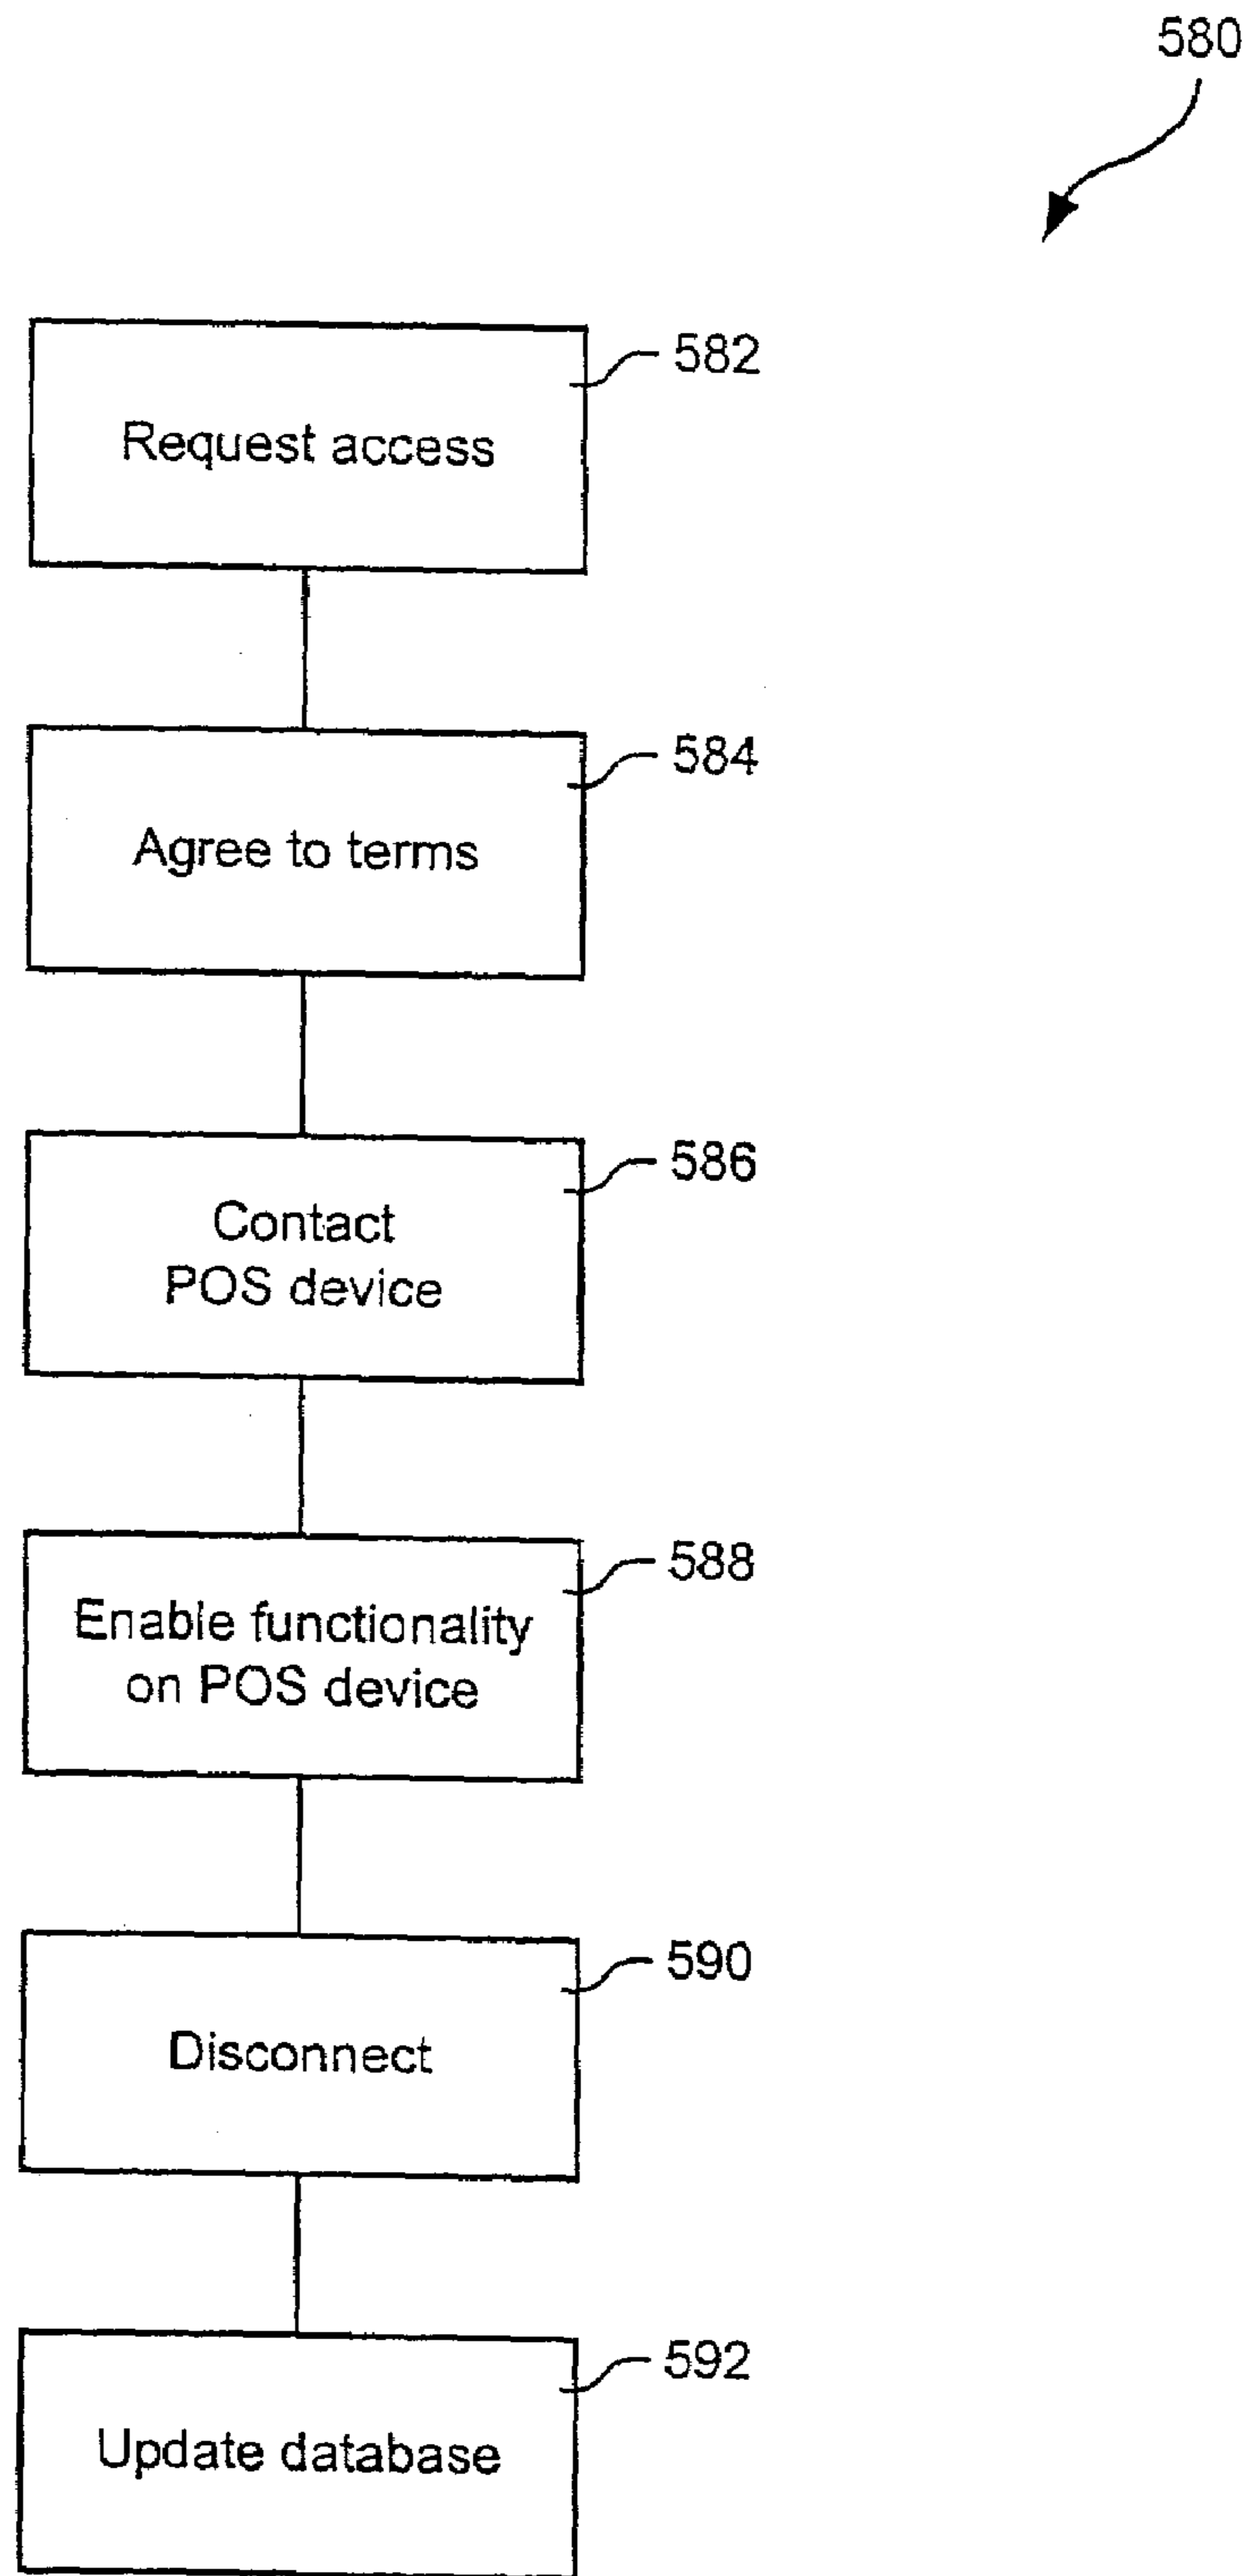 580
582
Request access
584
Agree to terms
586
Contact
POS device
588
Enable functionality
on POS device
590
Disconnect
592
Update database